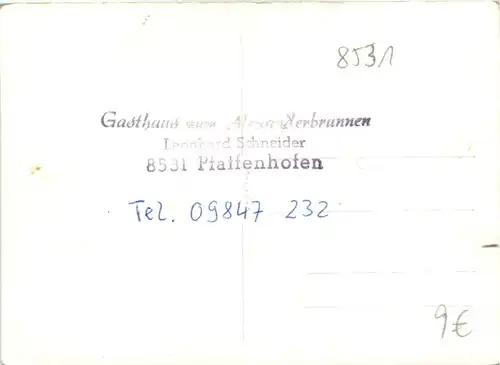 8531
Gasthaus zum Alexanderbrunnen
Leonhard Schneider
8531 Pfaffenhofen
Tel. 09847 232
9€